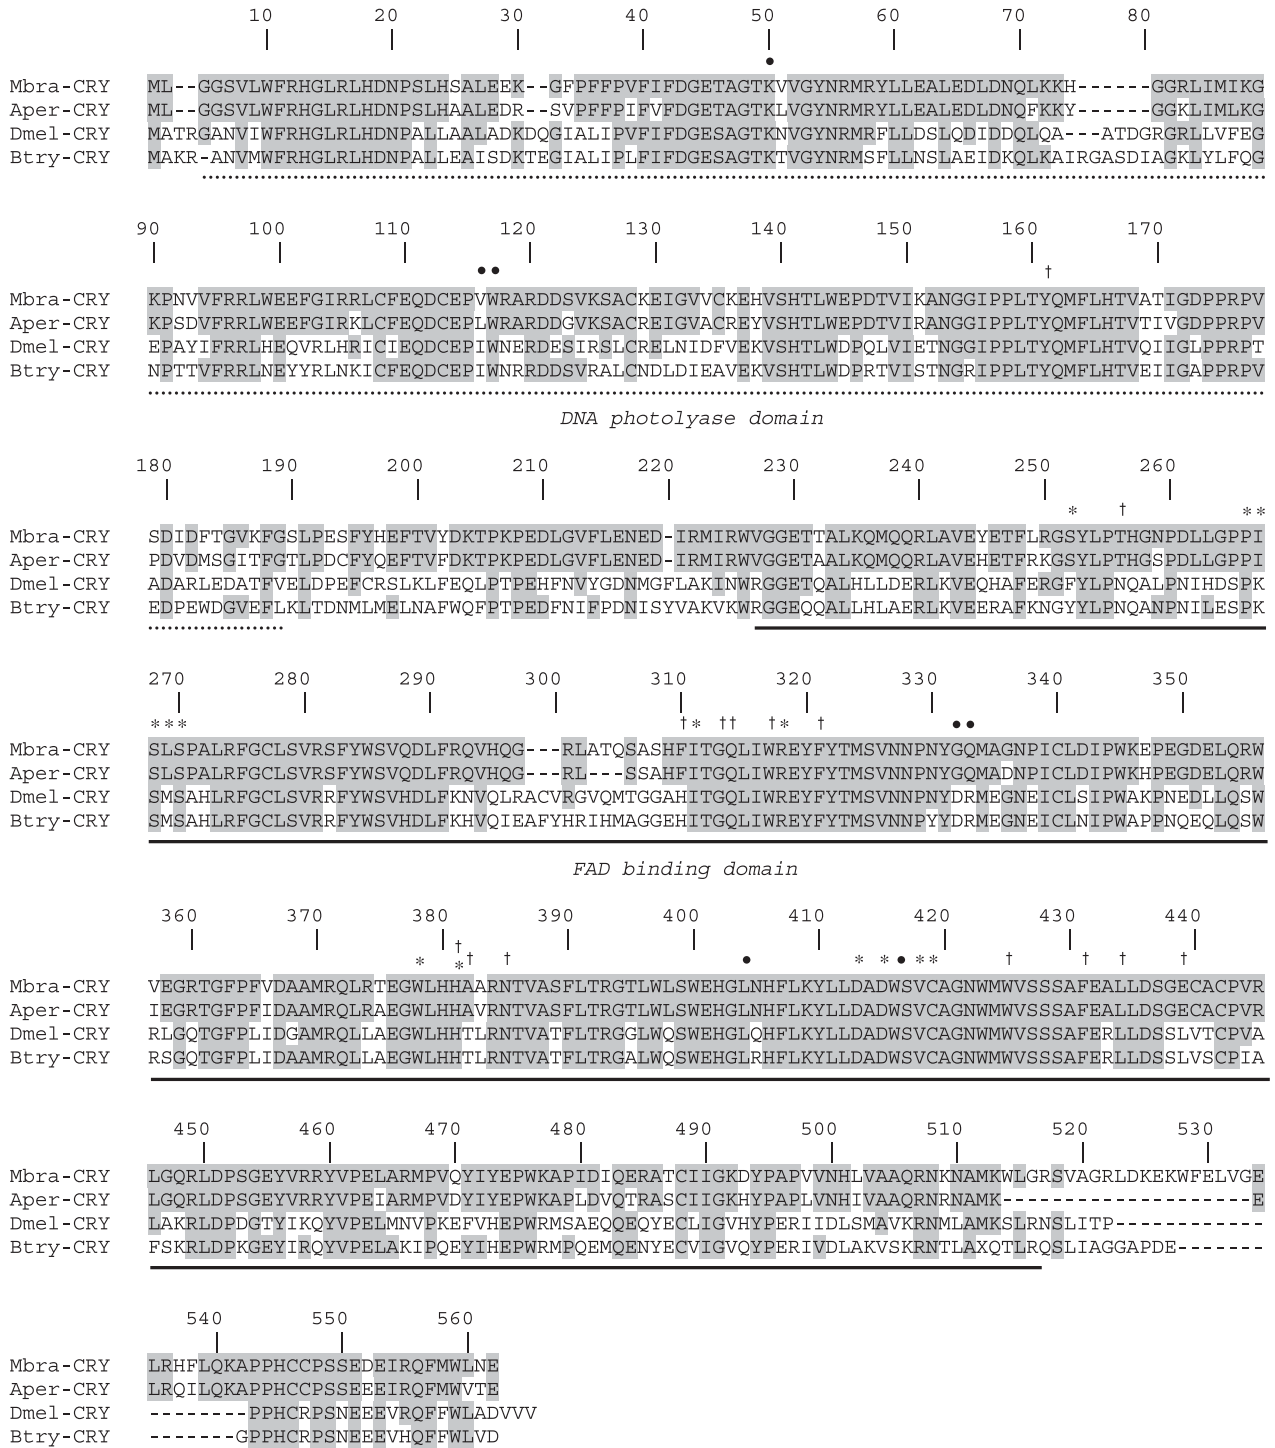 10 20 30 40 50 60 70 80
●
Mbra-CRY ML--GGSVLWFRHGLRLHDNPSLHSALEEK--GFPFFPVFIFDGETAGTKVVGYNRMRYLLEALEDLDNQLKKH------GGRLIMIKG
Aper-CRY ML--GGSVLWFRHGLRLHDNPSLHAALEDR--SVPFFPIFVFDGETAGTKLVGYNRMRYLLEALEDLDNQFKKY------GGKLIMLKG
Dmel-CRY MATRGANVIWFRHGLRLHDNPALLAALADKDQGIALIPVFIFDGESAGTKNVGYNRMRFLLDSLQDIDDQLQA---ATDGRGRLLVFEG
Btry-CRY MAKR-ANVMWFRHGLRLHDNPALLEAISDKTEGIALIPLFIFDGESAGTKTVGYNRMSFLLNSLAEIDKQLKAIRGASDIAGKLYLFQG
90 100 110 120 130 140 150 160 170
● ● †
Mbra-CRY KPNVVFRRLWEEFGIRRLCFEQDCEPVWRARDDSVKSACKEIGVVCKEHVSHTLWEPDTVIKANGGIPPLTYQMFLHTVATIGDPPRPV
Aper-CRY KPSDVFRRLWEEFGIRKLCFEQDCEPLWRARDDGVKSACREIGVACREYVSHTLWEPDTVIRANGGIPPLTYQMFLHTVTIVGDPPRPV
Dmel-CRY EPAYIFRRLHEQVRLHRICIEQDCEPIWNERDESIRSLCRELNIDFVEKVSHTLWDPQLVIETNGGIPPLTYQMFLHTVQIIGLPPRPT
Btry-CRY NPTTVFRRLNEYYRLNKICFEQDCEPIWNRRDDSVRALCNDLDIEAVEKVSHTLWDPRTVISTNGRIPPLTYQMFLHTVEIIGAPPRPV
DNA photolyase domain
180 190 200 210 220 230 240 250 260
* † * *
Mbra-CRY SDIDFTGVKFGSLPESFYHEFTVYDKTPKPEDLGVFLENED-IRMIRWVGGETTALKQMQQRLAVEYETFLRGSYLPTHGNPDLLGPPI
Aper-CRY PDVDMSGITFGTLPDCFYQEFTVFDKTPKPEDLGVFLENED-IRMIRWVGGETAALKQMQQRLAVEHETFRKGSYLPTHGSPDLLGPPI
Dmel-CRY ADARLEDATFVELDPEFCRSLKLFEQLPTPEHFNVYGDNMGFLAKINWRGGETQALHLLDERLKVEQHAFERGFYLPNQALPNIHDSPK
Btry-CRY EDPEWDGVEFLKLTDNMLMELNAFWQFPTPEDFNIFPDNISYVAKVKWRGGEQQALLHLAERLKVEERAFKNGYYLPNQANPNILESPK
270 280 290 300 310 320 330 340 350
* * * † * † † † * † ● ●
Mbra-CRY SLSPALRFGCLSVRSFYWSVQDLFRQVHQG---RLATQSASHFITGQLIWREYFYTMSVNNPNYGQMAGNPICLDIPWKEPEGDELQRW
Aper-CRY SLSPALRFGCLSVRSFYWSVQDLFRQVHQG---RL---SSAHFITGQLIWREYFYTMSVNNPNYGQMADNPICLDIPWKHPEGDELQRW
Dmel-CRY SMSAHLRFGCLSVRRFYWSVHDLFKNVQLRACVRGVQMTGGAHITGQLIWREYFYTMSVNNPNYDRMEGNEICLSIPWAKPNEDLLQSW
Btry-CRY SMSAHLRFGCLSVRRFYWSVHDLFKHVQIEAFYHRIHMAGGEHITGQLIWREYFYTMSVNNPYYDRMEGNEICLNIPWAPPNQEQLQSW
FAD binding domain
360 370 380 390 400 410 420 430 440
†
* * † † ● * * ● * * † † † †
Mbra-CRY VEGRTGFPFVDAAMRQLRTEGWLHHAARNTVASFLTRGTLWLSWEHGLNHFLKYLLDADWSVCAGNWMWVSSSAFEALLDSGECACPVR
Aper-CRY IEGRTGFPFIDAAMRQLRAEGWLHHAVRNTVASFLTRGTLWLSWEHGLNHFLKYLLDADWSVCAGNWMWVSSSAFEALLDSGECACPVR
Dmel-CRY RLGQTGFPLIDGAMRQLLAEGWLHHTLRNTVATFLTRGGLWQSWEHGLQHFLKYLLDADWSVCAGNWMWVSSSAFERLLDSSLVTCPVA
Btry-CRY RSGQTGFPLIDAAMRQLLAEGWLHHTLRNTVATFLTRGALWQSWEHGLRHFLKYLLDADWSVCAGNWMWVSSSAFERLLDSSLVSCPIA
450 460 470 480 490 500 510 520 530
Mbra-CRY LGQRLDPSGEYVRRYVPELARMPVQYIYEPWKAPIDIQERATCIIGKDYPAPVVNHLVAAQRNKNAMKWLGRSVAGRLDKEKWFELVGE
Aper-CRY LGQRLDPSGEYVRRYVPEIARMPVDYIYEPWKAPLDVQTRASCIIGKHYPAPLVNHIVAAQRNRNAMK--------------------E
Dmel-CRY LAKRLDPDGTYIKQYVPELMNVPKEFVHEPWRMSAEQQEQYECLIGVHYPERIIDLSMAVKRNMLAMKSLRNSLITP------------
Btry-CRY FSKRLDPKGEYIRQYVPELAKIPQEYIHEPWRMPQEMQENYECVIGVQYPERIVDLAKVSKRNTLAXQTLRQSLIAGGAPDE-------
540 550 560
Mbra-CRY LRHFLQKAPPHCCPSSEDEIRQFMWLNE
Aper-CRY LRQILQKAPPHCCPSSEEEIRQFMWVTE
Dmel-CRY --------PPHCRPSNEEEVRQFFWLADVVV
Btry-CRY -------GPPHCRPSNEEEVHQFFWLVD